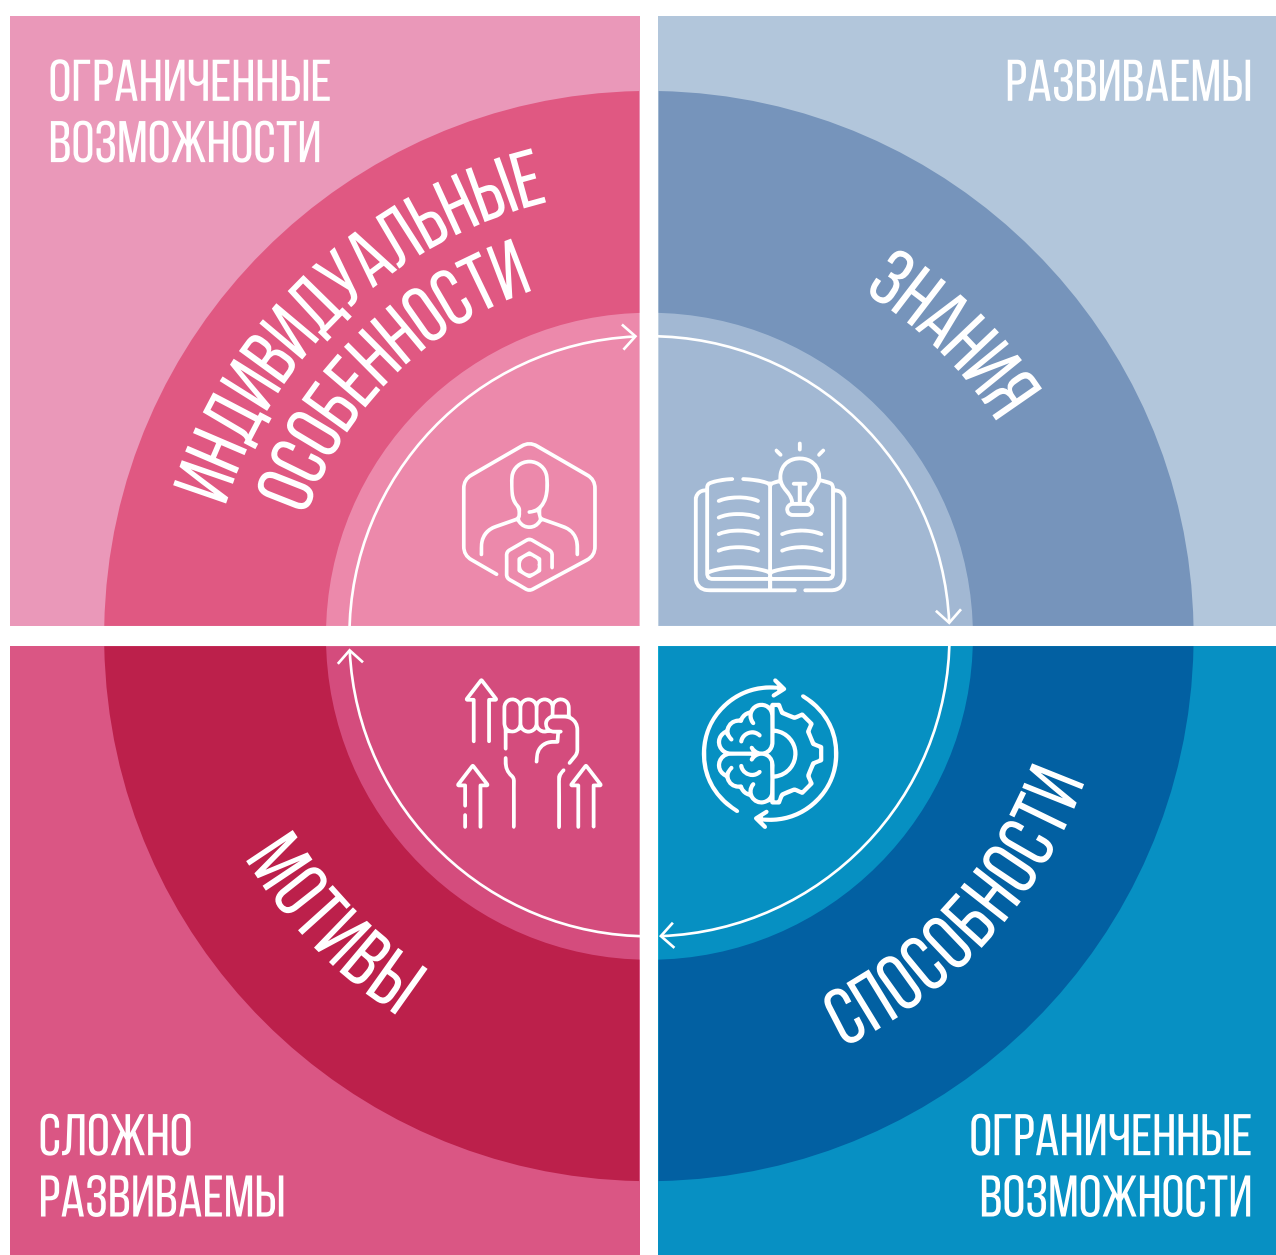 ОГРАНИЧЕННЫЕ
ВОЗМОЖНОСТИ
ИНДИВИДУАЛЬНЫЕ
ОСОБЕННОСТИ
РАЗВИВАЕМЫ
ЗНАНИЯ
МОТИВЫ
СЛОЖНО
РАЗВИВАЕМЫ
СПОСОБНОСТИ
ОГРАНИЧЕННЫЕ
ВОЗМОЖНОСТИ